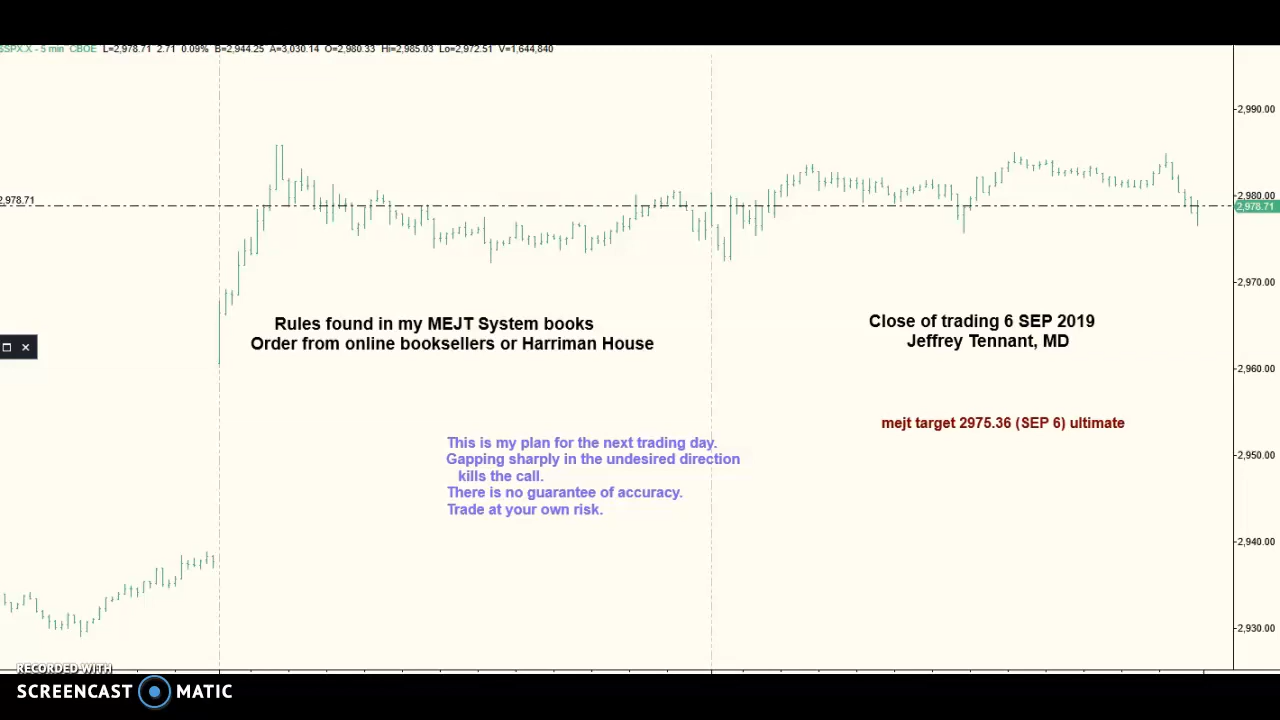 $SPX.X - 5 min CBOE L=2,978.71 2.71 0.09% B=2,944.25 A=3,030.14 O=2,980.33 Hi=2,985.03 Lo=2,972.51 V=1,644,840
2,990.00
2,980.00
2,978.71
2,978.71
2,970.00
2,960.00
2,950.00
2,940.00
2,930.00
Rules found in my MEJT System books
Order from online booksellers or Harriman House
Close of trading 6 SEP 2019
Jeffrey Tennant, MD
mejt target 2975.36 (SEP 6) ultimate
This is my plan for the next trading day.
Gapping sharply in the undesired direction
kills the call.
There is no guarantee of accuracy.
Trade at your own risk.
RECORDED WITH
SCREENCAST MATIC